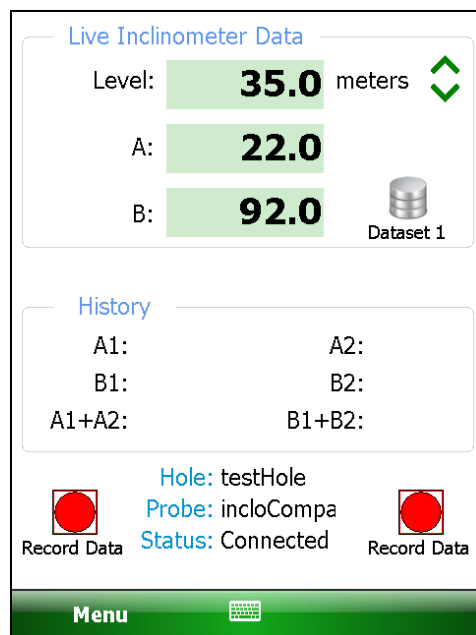 Live Inclinometer Data
Level: 35.0 meters
A: 22.0
B: 92.0
Dataset 1
History
A1: A2:
B1: B2:
A1+A2: B1+B2:
Hole: testHole
Probe: incloCompa
Status: Connected
Record Data Record Data
Menu